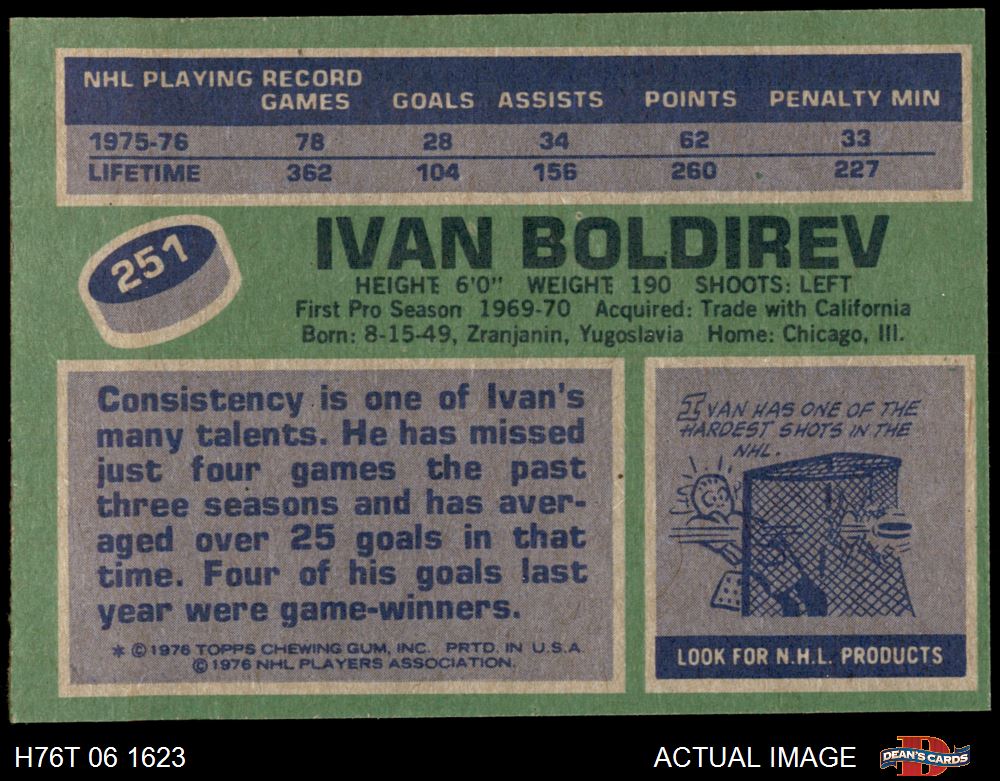 NHL PLAYING RECORD
GAMES GOALS ASSISTS POINTS PENALTY MIN
1975-76 78 28 34 62 33
LIFETIME 362 104 156 260 227
251
IVAN BOLDIREV
HEIGHT 6'0" WEIGHT 190 SHOOTS: LEFT
First Pro Season 1969-70 Acquired: Trade with California
Born: 8-15-49, Zranjanin, Yugoslavia Home: Chicago, Ill.
Consistency is one of Ivan's
many talents. He has missed
just four games the past
three seasons and has aver-
aged over 25 goals in that
time. Four of his goals last
year were game-winners.
* © 1976 TOPPS CHEWING GUM, INC. PRTD. IN U.S.A.
© 1976 NHL PLAYERS ASSOCIATION.
IVAN HAS ONE OF THE
HARDEST SHOTS IN THE
NHL.
LOOK FOR N.H.L. PRODUCTS
H76T 06 1623 ACTUAL IMAGE DEAN'S CARDS